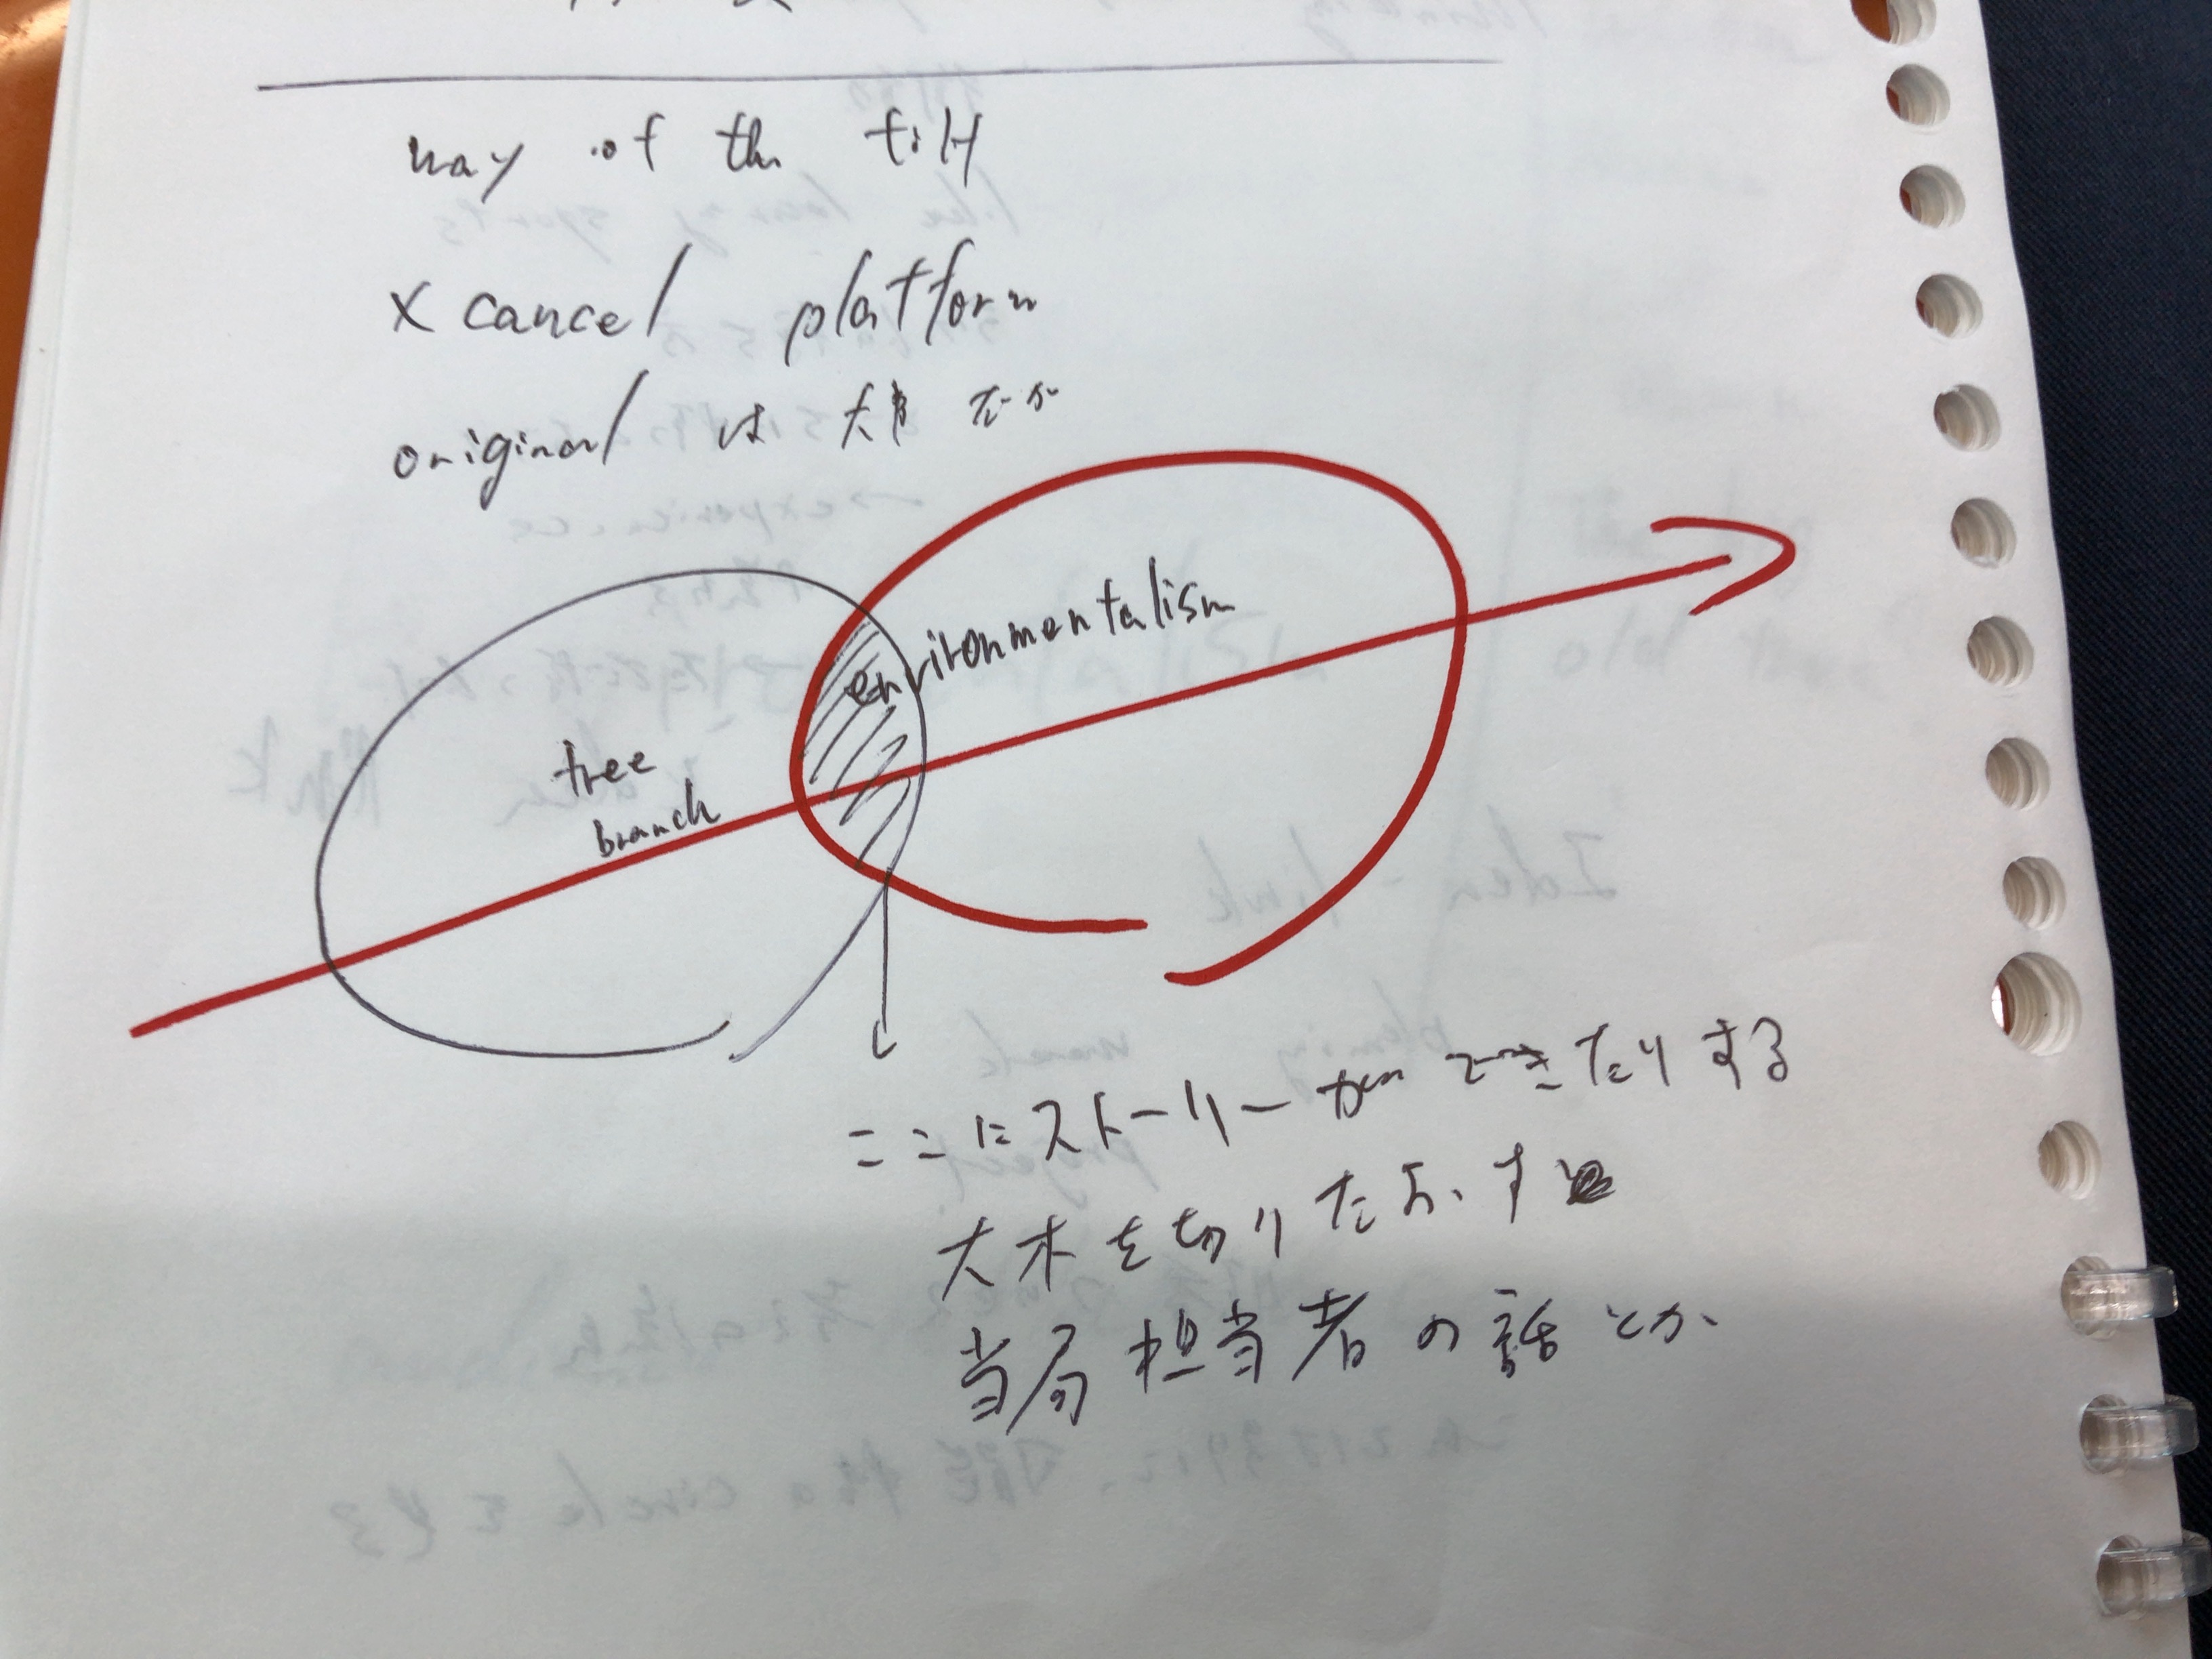 way of the tilt
x cancel platform
original は大事だが
environmentalism
tree
branch
ここにストーリーができたりする
大木を切りたおす
当局担当者の話とか